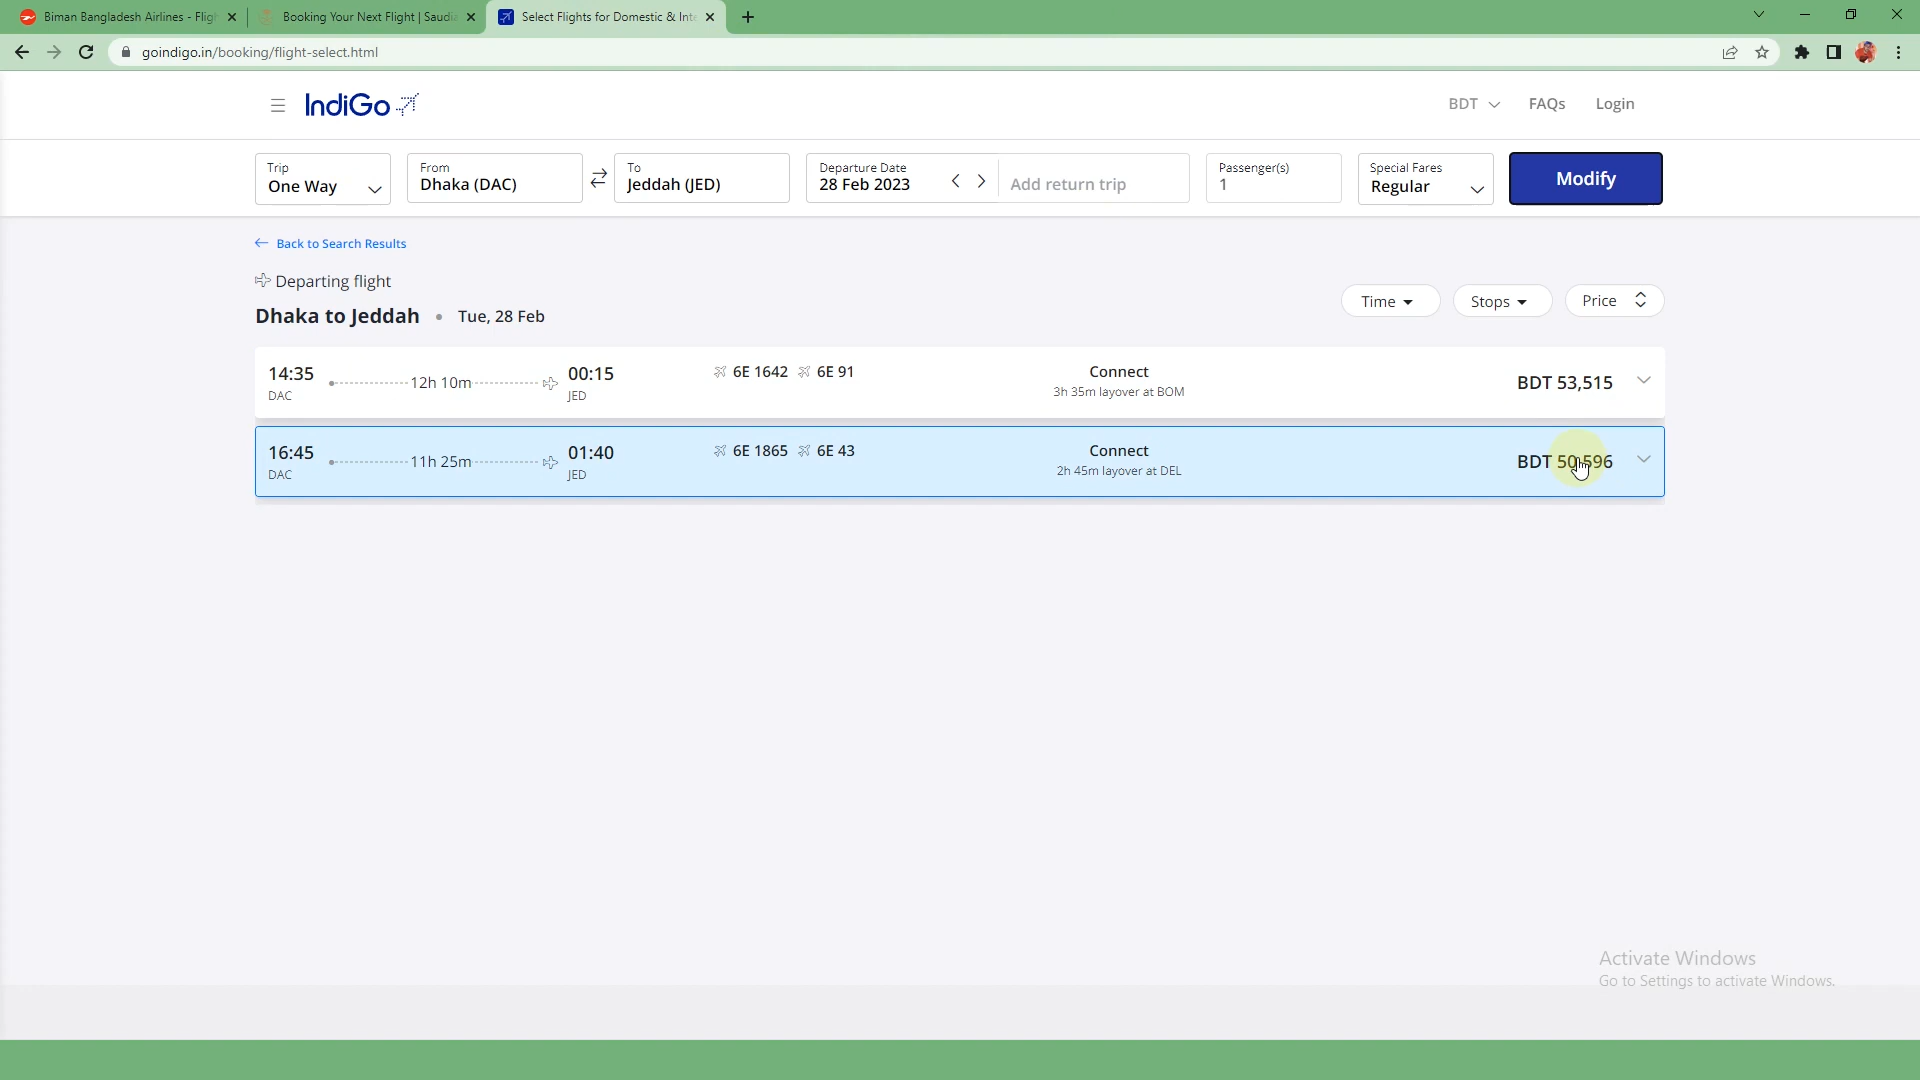 Biman Bangladesh Airlines - Flig
Booking Your Next Flight | Saudia
Select Flights for Domestic & Inte
goindigo.in/booking/flight-select.html
IndiGo
BDT
FAQs
Login
Trip
One Way
From
Dhaka (DAC)
To
Jeddah (JED)
Departure Date
28 Feb 2023
Add return trip
Passenger(s)
1
Special Fares
Regular
Modify
Back to Search Results
Departing flight
Dhaka to Jeddah • Tue, 28 Feb
Time
Stops
Price
14:35 12h 10m 00:15 6E 1642 6E 91 Connect BDT 53,515
DAC JED 3h 35m layover at BOM
16:45 11h 25m 01:40 6E 1865 6E 43 Connect BDT 50,596
DAC JED 2h 45m layover at DEL
Activate Windows
Go to Settings to activate Windows.